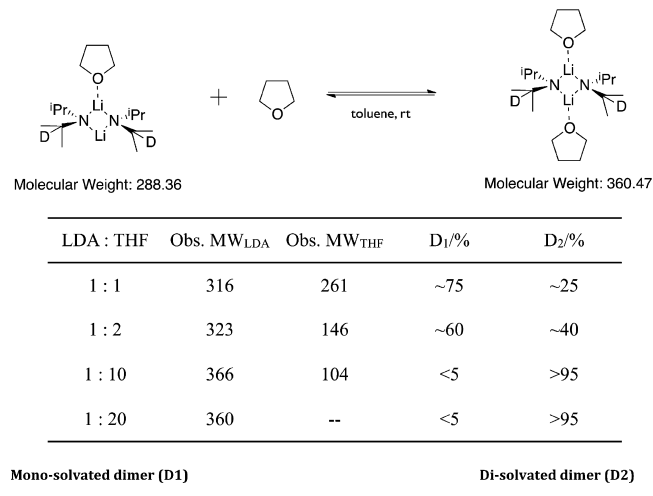 O
Li
iPr
N
N
iPr
D
Li
D
+
O
toluene, rt
O
Li
iPr
N
N
iPr
D
Li
D
O
Molecular Weight: 288.36
Molecular Weight: 360.47
LDA : THF Obs. MWLDA Obs. MWTHF D1/% D2/%
1 : 1 316 261 ~75 ~25
1 : 2 323 146 ~60 ~40
1 : 10 366 104 <5 >95
1 : 20 360 -- <5 >95
Mono-solvated dimer (D1) Di-solvated dimer (D2)